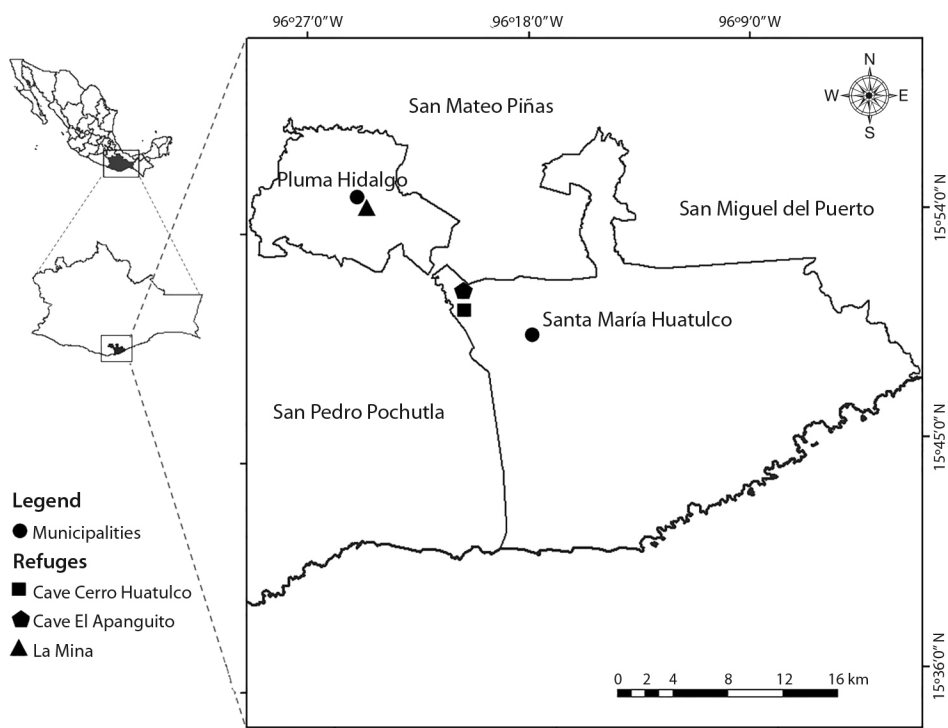 96°27'0"W 96°18'0"W 96°9'0"W
N
W E
S
San Mateo Piñas
Pluma Hidalgo
San Miguel del Puerto
15°54'0" N
Santa María Huatulco
San Pedro Pochutla
15°45'0" N
Legend
Municipalities
Refuges
Cave Cerro Huatulco
Cave El Apanguito
La Mina
15°36'0" N
0 2 4 8 12 16 km